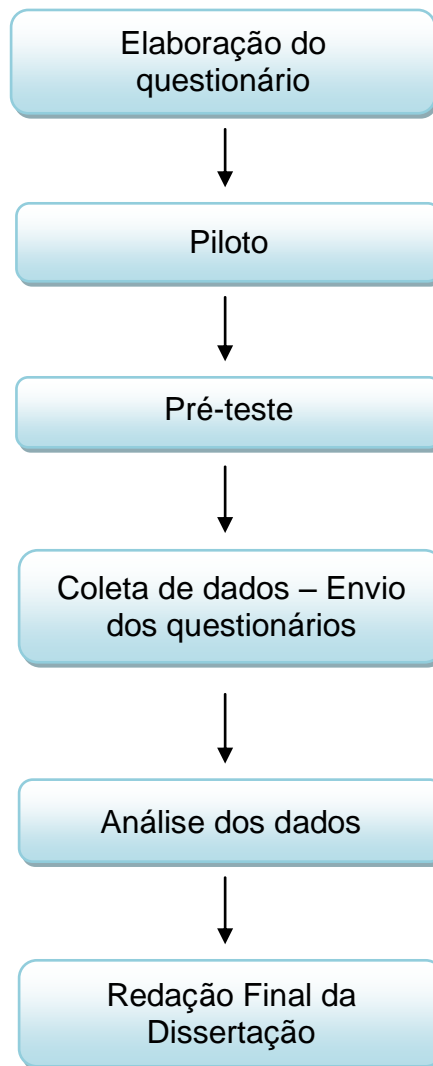 Elaboração do
questionário
Piloto
Pré-teste
Coleta de dados – Envio
dos questionários
Análise dos dados
Redação Final da
Dissertação